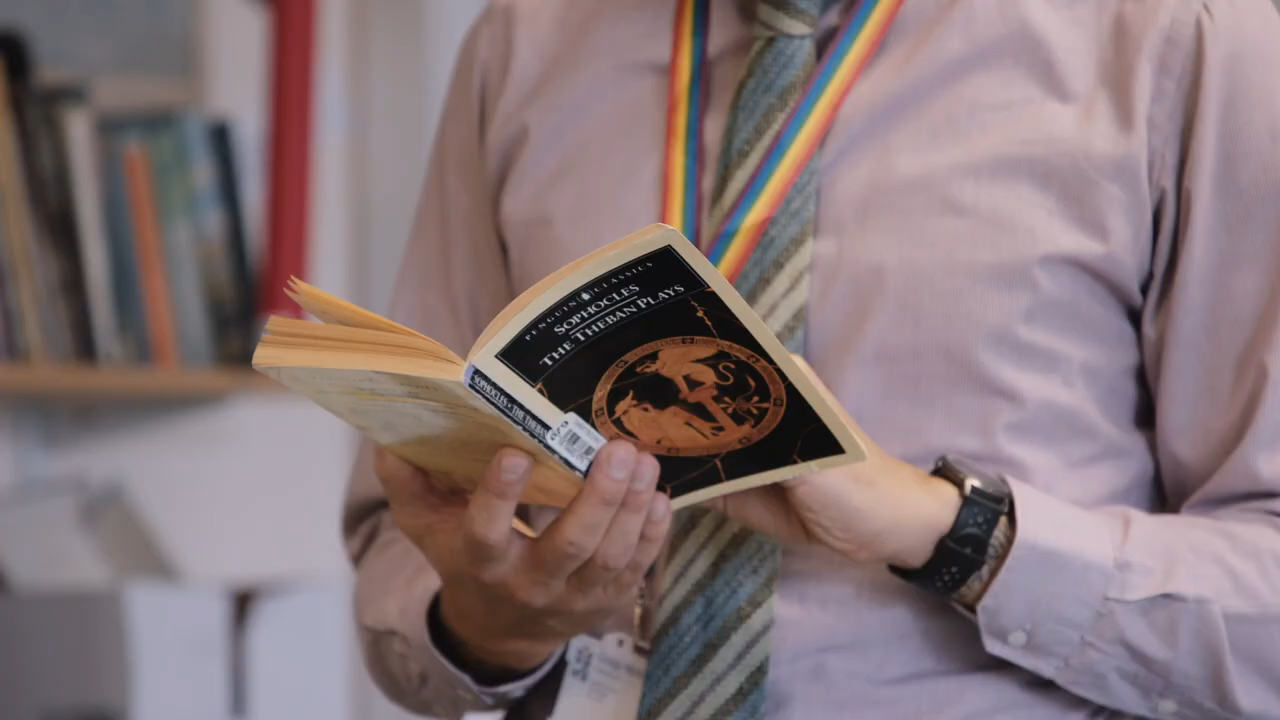 PENGUIN CLASSICS
SOPHOCLES
THE THEBAN PLAYS
SOPHOCLES • THE THEBAN